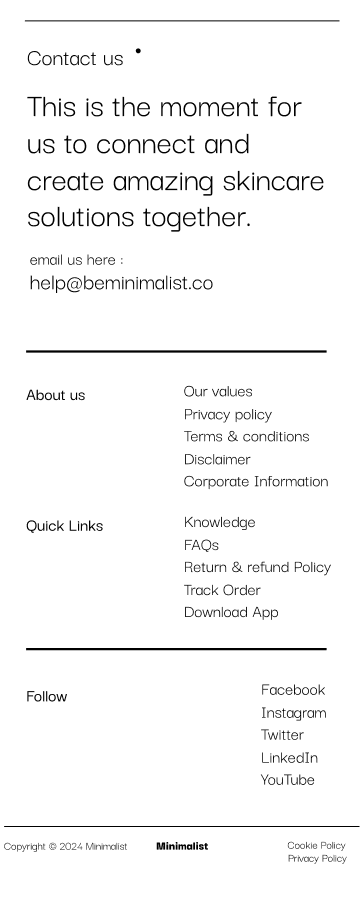 Contact us •
This is the moment for
us to connect and
create amazing skincare
solutions together.
email us here :
help@beminimalist.co
About us
Our values
Privacy policy
Terms & conditions
Disclaimer
Corporate Information
Quick Links
Knowledge
FAQs
Return & refund Policy
Track Order
Download App
Follow
Facebook
Instagram
Twitter
LinkedIn
YouTube
Copyright © 2024 Minimalist
Minimalist
Cookie Policy
Privacy Policy